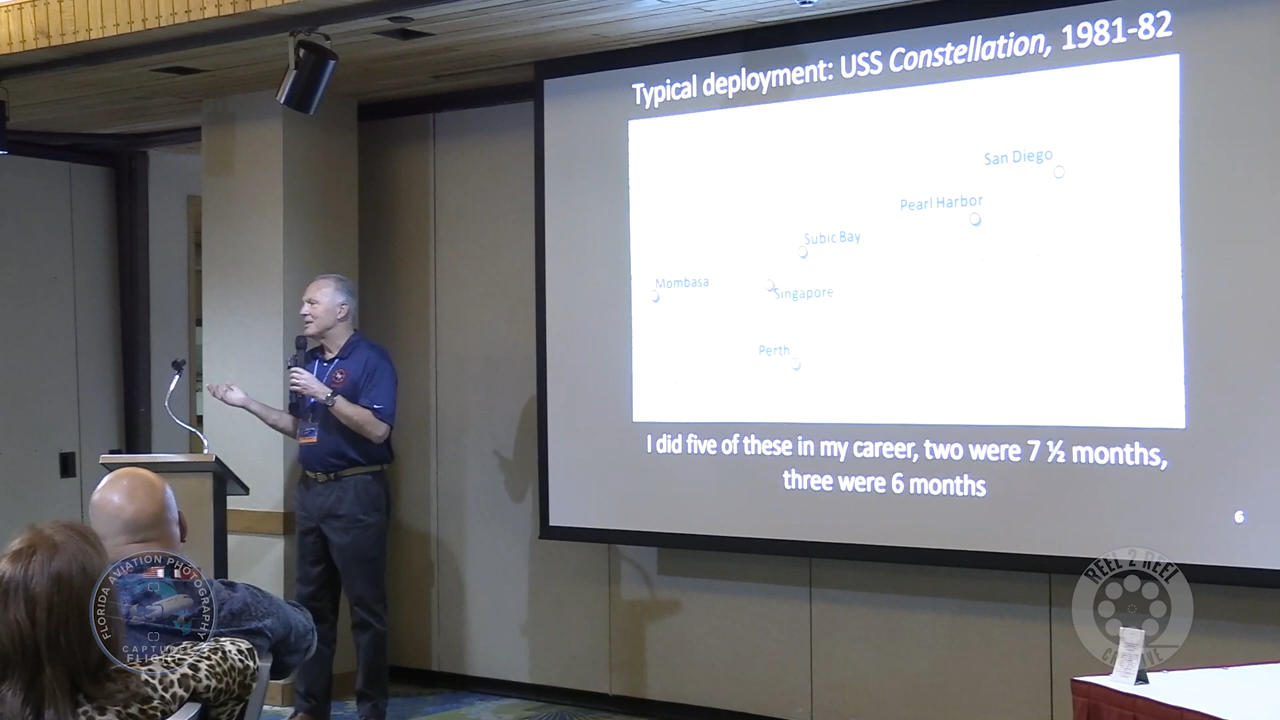 Typical deployment: USS Constellation, 1981-82
San Diego
Pearl Harbor
Subic Bay
Mombasa
Singapore
Perth
I did five of these in my career, two were 7 ½ months,
three were 6 months
6
FLORIDA AVIATION PHOTOGRAPHY
FLIGHT
REEL 2 REEL